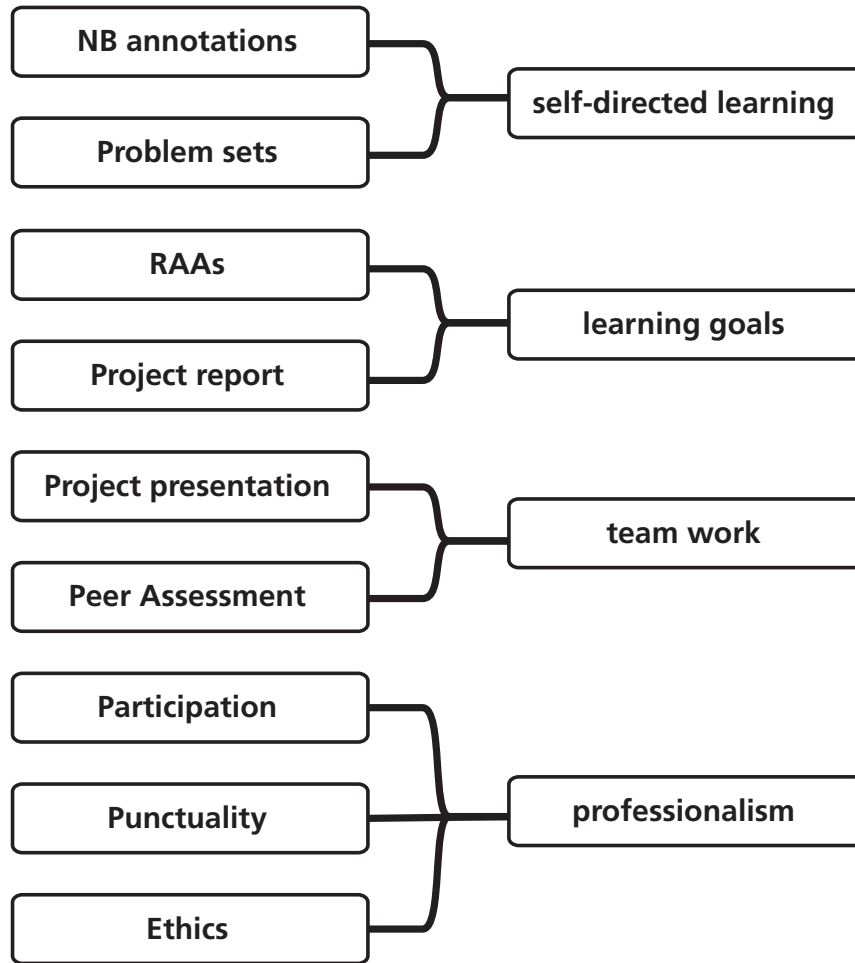 NB annotations
Problem sets
self-directed learning
RAAs
Project report
learning goals
Project presentation
Peer Assessment
team work
Participation
Punctuality
Ethics
professionalism